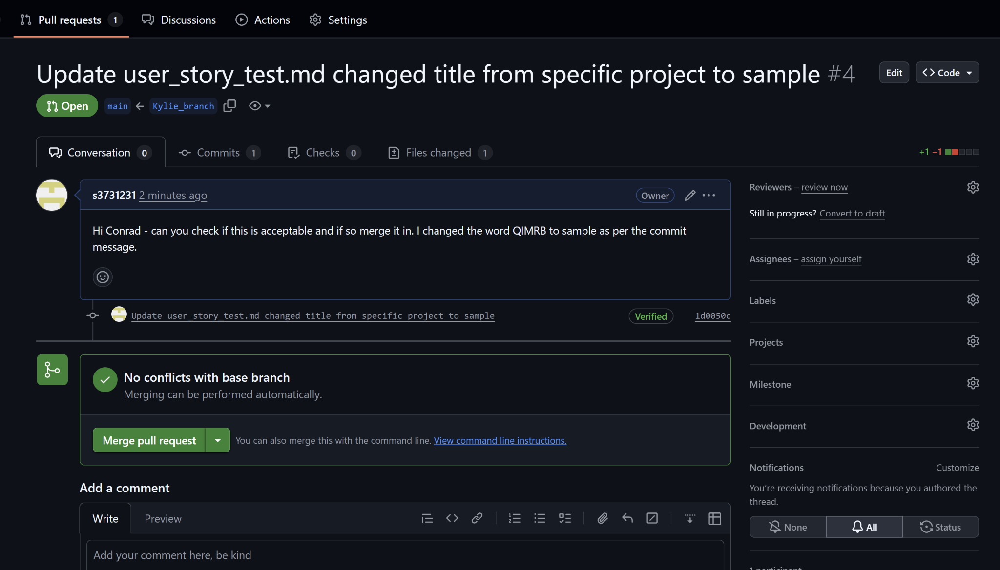 Pull requests 1 Discussions Actions Settings
Update user_story_test.md changed title from specific project to sample #4
Edit
Code
Open main ← Kylie_branch
Conversation 0 Commits 1 Checks 0 Files changed 1
+1 −1
s3731231 2 minutes ago
Owner
Hi Conrad - can you check if this is acceptable and if so merge it in. I changed the word QIMRB to sample as per the commit
message.
Update user_story_test.md changed title from specific project to sample
Verified
1d0050c
No conflicts with base branch
Merging can be performed automatically.
Merge pull request
You can also merge this with the command line. View command line instructions.
Add a comment
Write Preview
Add your comment here, be kind
Reviewers – review now
Still in progress? Convert to draft
Assignees – assign yourself
Labels
Projects
Milestone
Development
Notifications Customize
You’re receiving notifications because you authored the
thread.
None All Status
1 participant